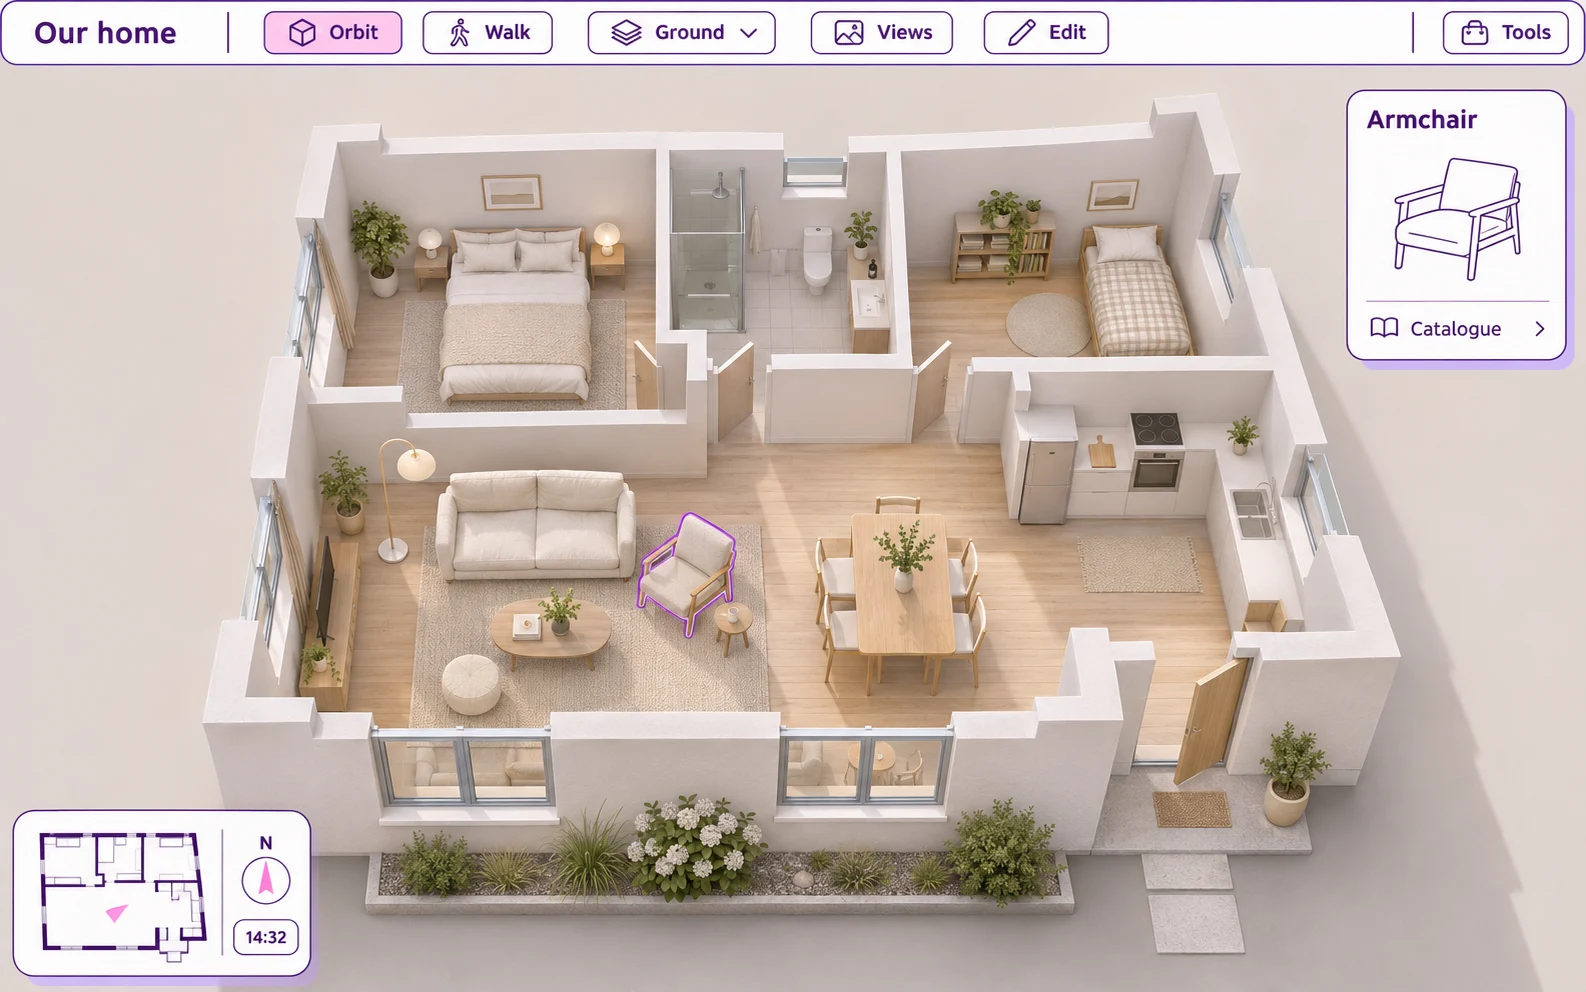 Our home
Orbit
Walk
Ground
Views
Edit
Tools
Armchair
Catalogue
N
14:32